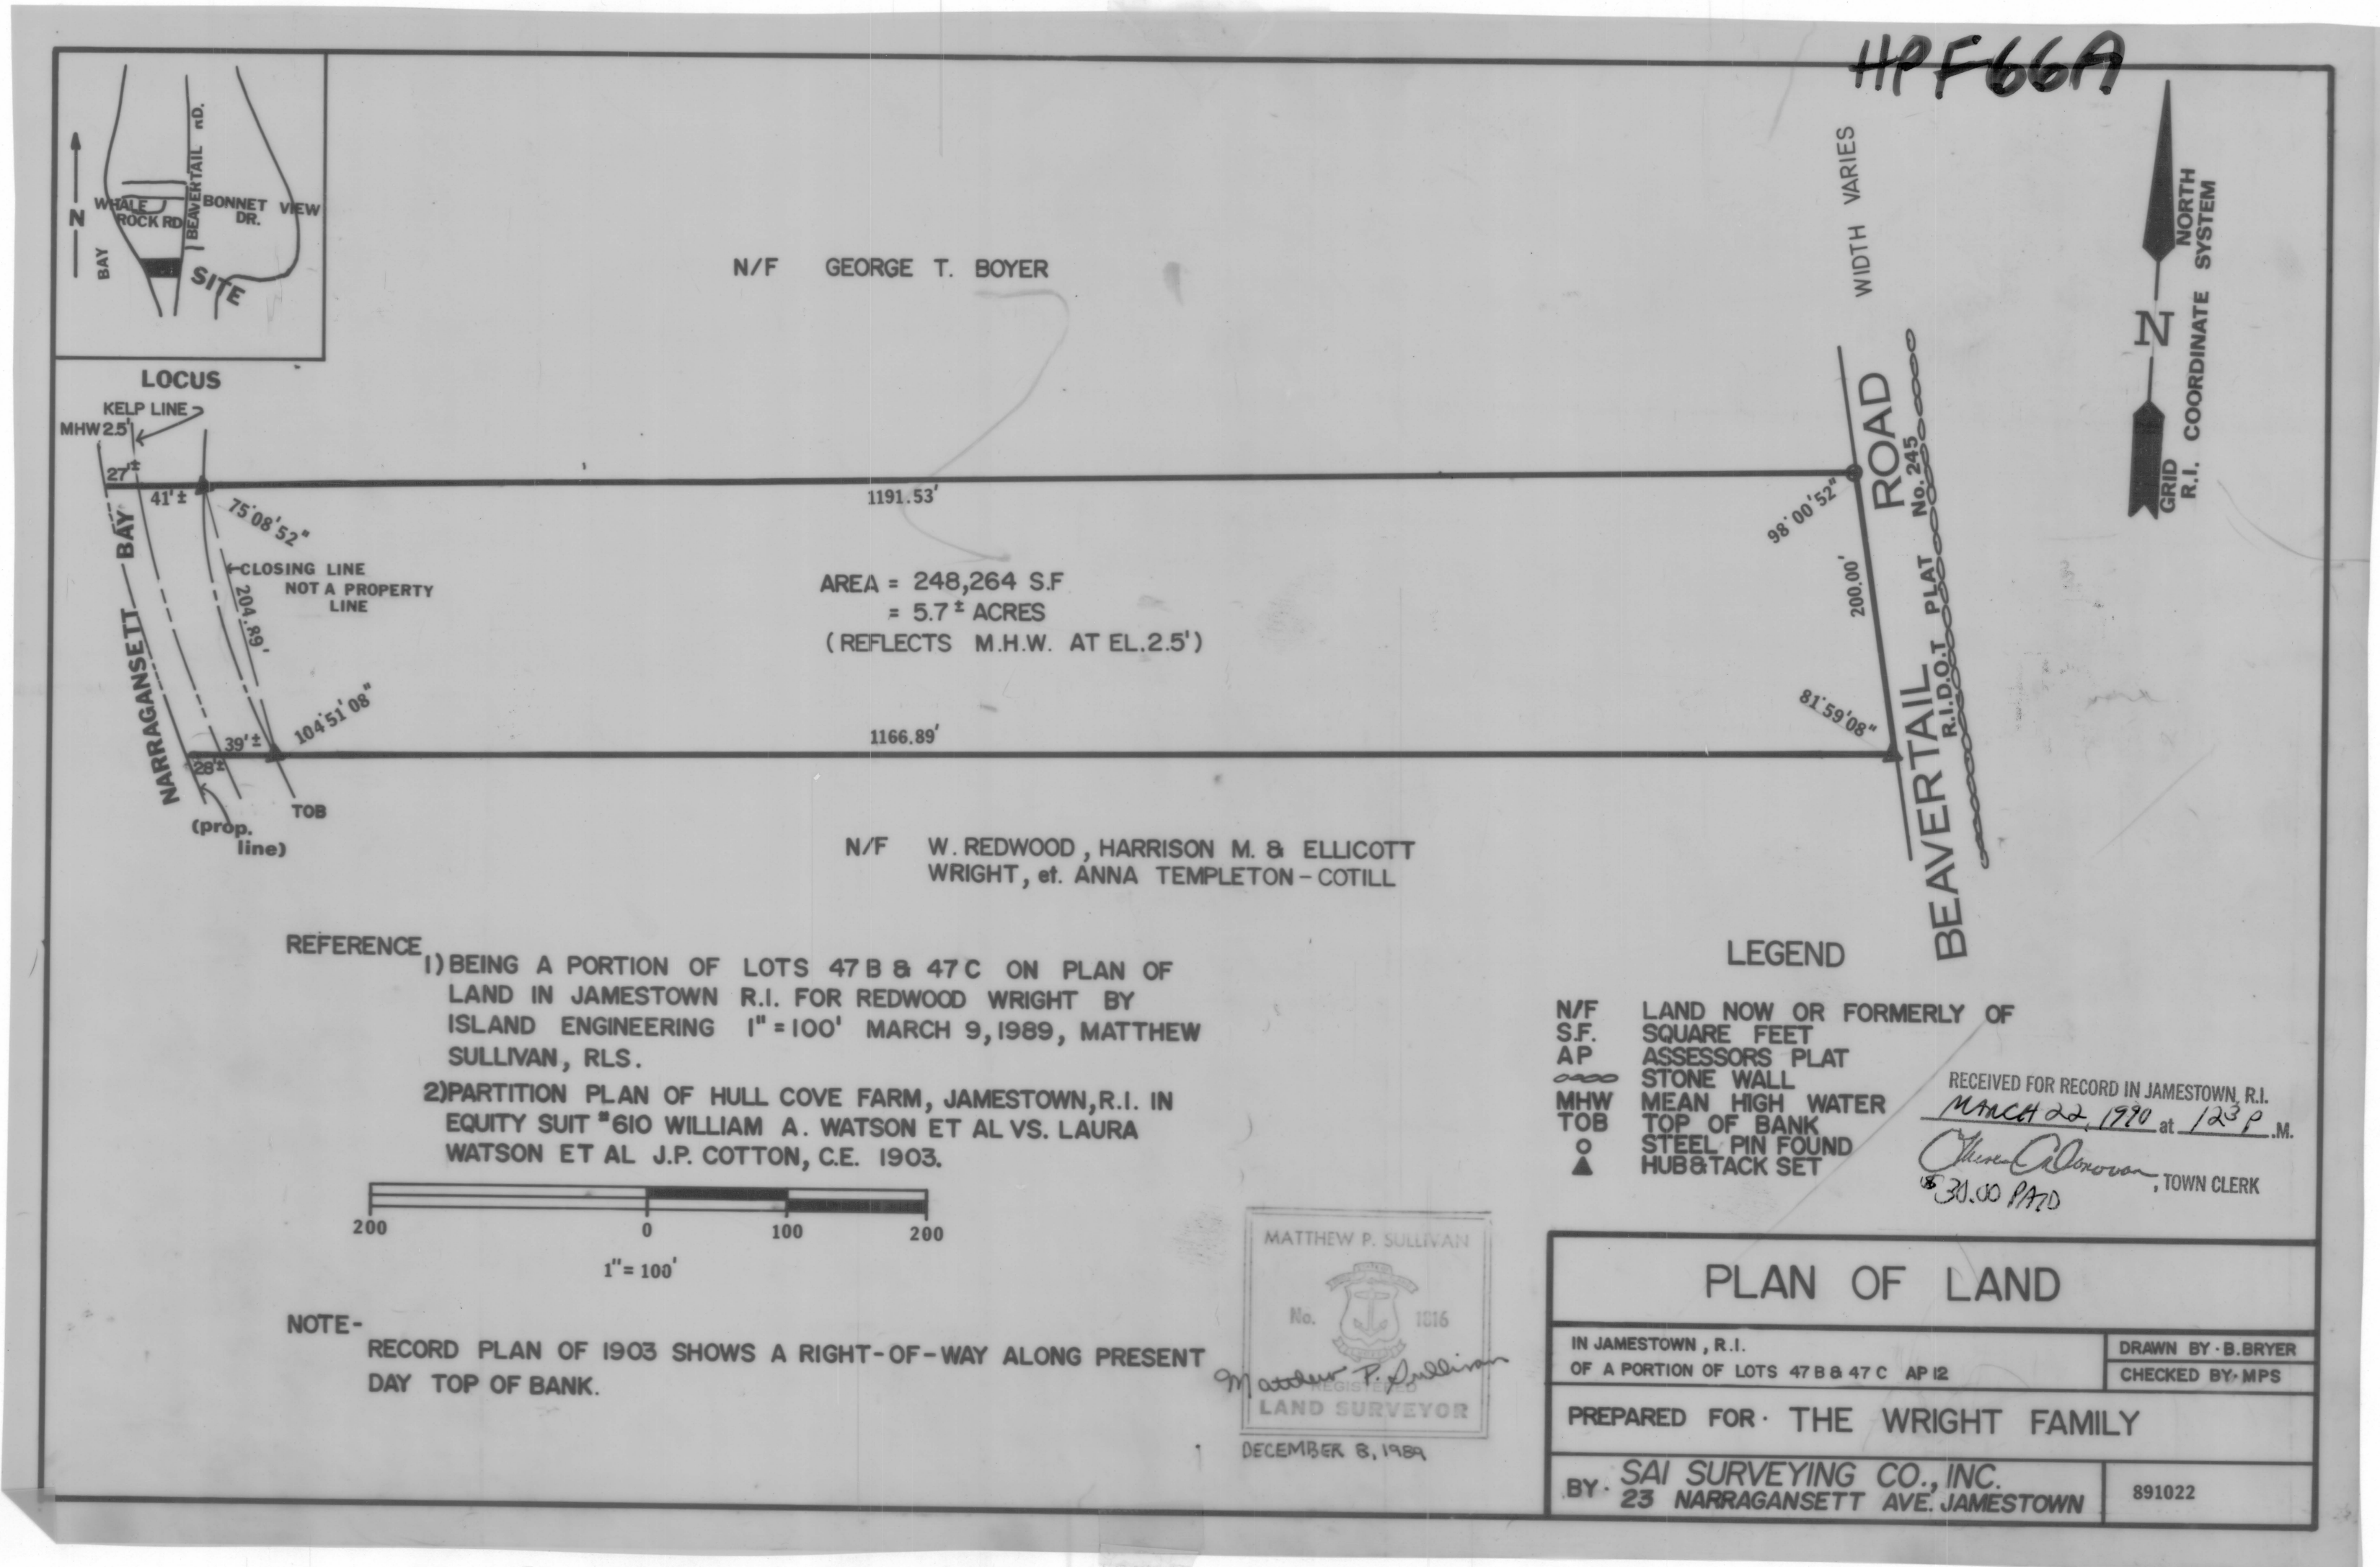 HPF66A
BEAVERTAIL RD.
WHALE
ROCK RD
BONNET VIEW
DR.
N
BAY
SITE
LOCUS
KELP LINE
MHW 2.5'
27'±
41'±
75°08'52"
CLOSING LINE
NOT A PROPERTY
LINE
204.89'
NARRAGANSETT BAY
39'±
28'±
104°51'08"
TOB
(prop.
line)
N/F GEORGE T. BOYER
1191.53'
AREA = 248,264 S.F
= 5.7± ACRES
(REFLECTS M.H.W. AT EL.2.5')
1166.89'
N/F W. REDWOOD, HARRISON M. & ELLICOTT
WRIGHT, et. ANNA TEMPLETON-COTILL
WIDTH VARIES
98°00'52"
200.00'
81°59'08"
BEAVERTAIL ROAD
R.I.D.O.T PLAT No. 245
N
GRID NORTH
R.I. COORDINATE SYSTEM
REFERENCE
1) BEING A PORTION OF LOTS 47B & 47C ON PLAN OF
LAND IN JAMESTOWN R.I. FOR REDWOOD WRIGHT BY
ISLAND ENGINEERING 1"=100' MARCH 9, 1989, MATTHEW
SULLIVAN, RLS.
2) PARTITION PLAN OF HULL COVE FARM, JAMESTOWN, R.I. IN
EQUITY SUIT #610 WILLIAM A. WATSON ET AL VS. LAURA
WATSON ET AL J.P. COTTON, C.E. 1903.
200 0 100 200
1"= 100'
NOTE-
RECORD PLAN OF 1903 SHOWS A RIGHT-OF-WAY ALONG PRESENT
DAY TOP OF BANK.
LEGEND
N/F LAND NOW OR FORMERLY OF
S.F. SQUARE FEET
AP ASSESSORS PLAT
STONE WALL
MHW MEAN HIGH WATER
TOB TOP OF BANK
STEEL PIN FOUND
HUB&TACK SET
RECEIVED FOR RECORD IN JAMESTOWN, R.I.
MARCH 22, 1990 at 123 P.M.
, TOWN CLERK
$30.00 PAID
MATTHEW P. SULLIVAN
No. 1816
Matthew P. Sullivan
REGISTERED
LAND SURVEYOR
DECEMBER 8, 1989
PLAN OF LAND
IN JAMESTOWN, R.I.
OF A PORTION OF LOTS 47B & 47C AP 12
DRAWN BY · B.BRYER
CHECKED BY · MPS
PREPARED FOR · THE WRIGHT FAMILY
BY · SAI SURVEYING CO., INC.
23 NARRAGANSETT AVE. JAMESTOWN
891022